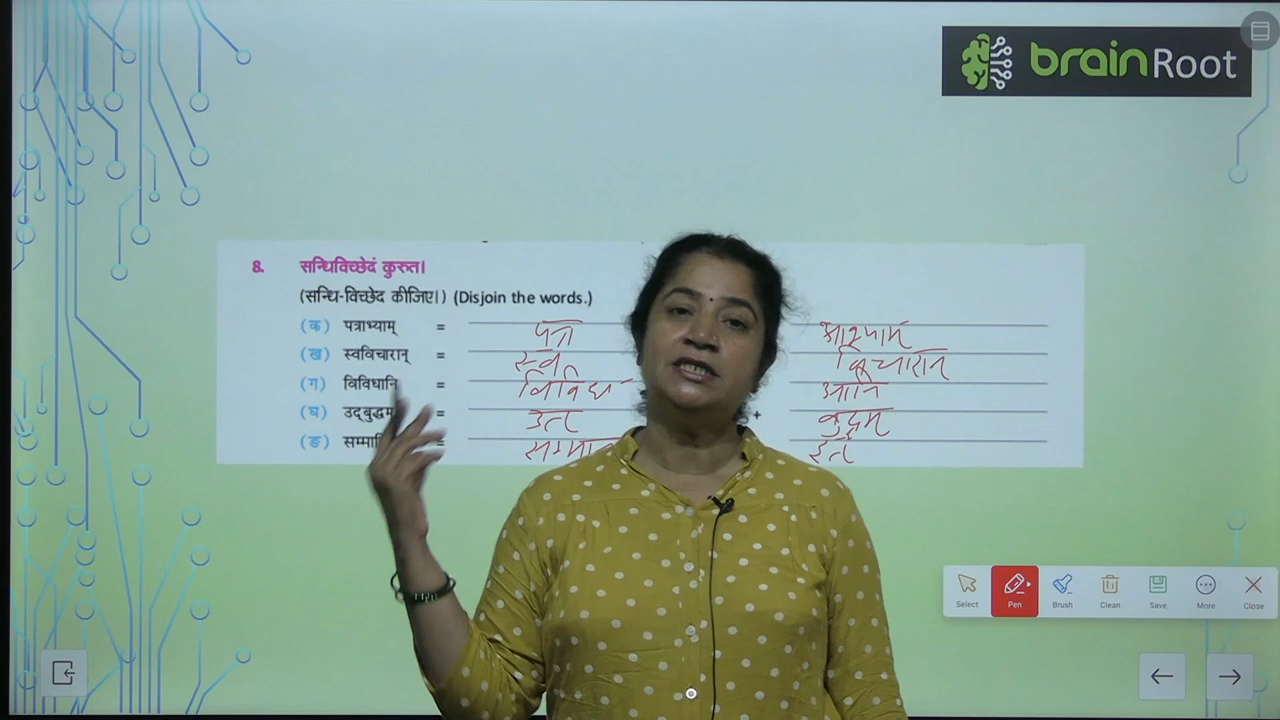 brainRoot
8. सन्धिविच्छेदं कुरुत।
(सन्धि-विच्छेद कीजिए।) (Disjoin the words.)
(क) पत्राभ्याम् = पत्र आभ्याम्
(ख) स्वविचारान् = स्व विचारान्
(ग) विविधानि = विविध आनि
(घ) उद्बुद्धम = उत् + बुद्धम्
(ङ) = सम्मान इत
Select Pen Brush Clean Save More Close